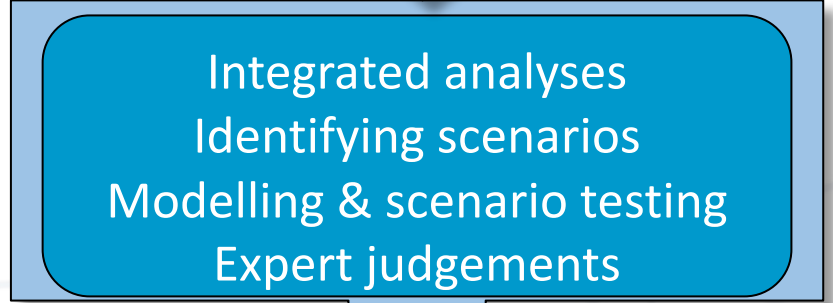 Integrated analyses
Identifying scenarios
Modelling & scenario testing
Expert judgements